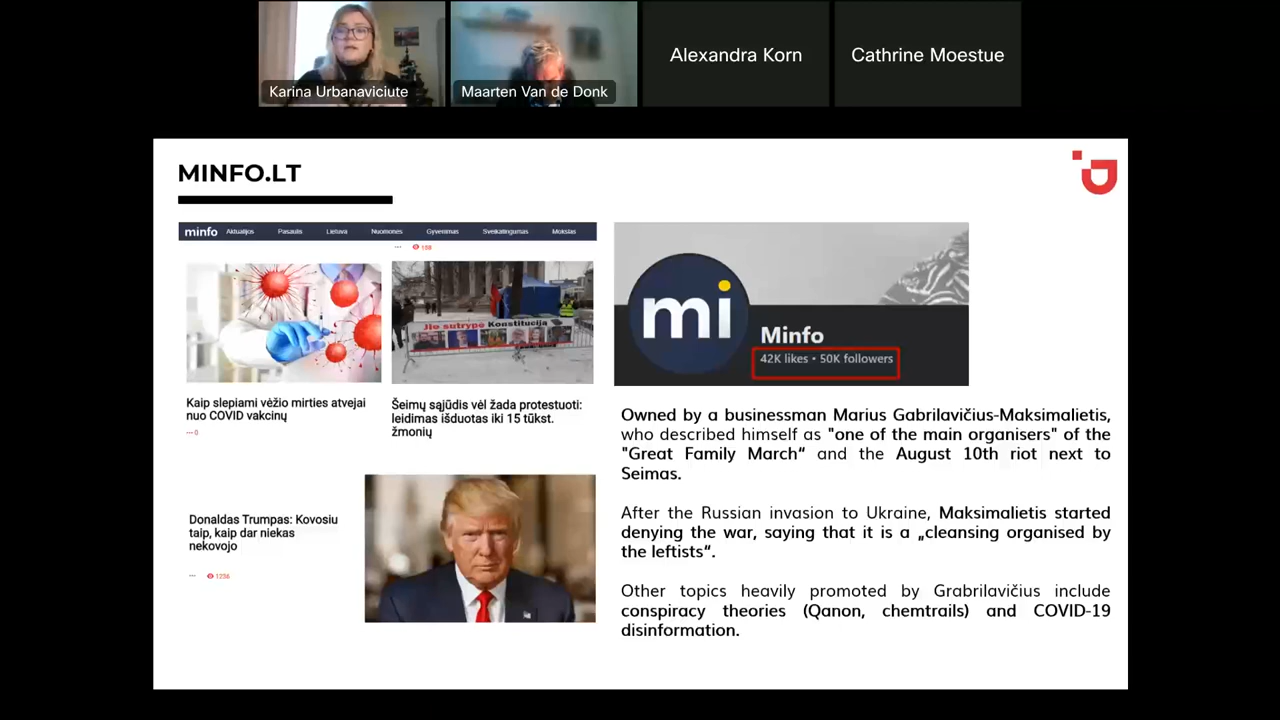 Karina Urbanaviciute
Maarten Van de Donk
Alexandra Korn
Cathrine Moestue
MINFO.LT
minfo Aktualijos Pasaulis Lietuva Nuomonės Gyvenimas Sveikatingumas Mokslas
188
Jie sutrypė Konstituciją
Kaip slepiami vėžio mirties atvejai
nuo COVID vakcinų
0
Šeimų sąjūdis vėl žada protestuoti:
leidimas išduotas iki 15 tūkst.
žmonių
Donaldas Trumpas: Kovosiu
taip, kaip dar niekas
nekovojo
1236
mi
Minfo
42K likes • 50K followers
Owned by a businessman Marius Gabrilavičius-Maksimalietis,
who described himself as "one of the main organisers" of the
"Great Family March“ and the August 10th riot next to
Seimas.
After the Russian invasion to Ukraine, Maksimalietis started
denying the war, saying that it is a „cleansing organised by
the leftists“.
Other topics heavily promoted by Grabrilavičius include
conspiracy theories (Qanon, chemtrails) and COVID-19
disinformation.